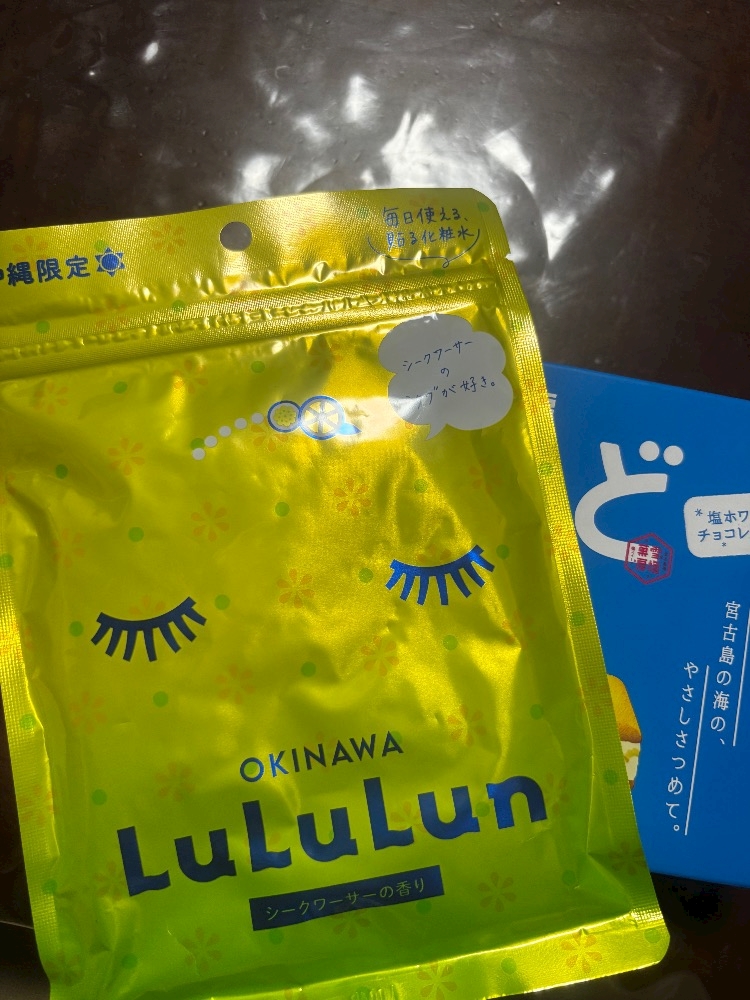 沖縄限定
毎日使える、
貼る化粧水
シークワーサー
の
が好き。
OKINAWA
LuLuLun
シークワーサーの香り
ど
*塩ホワ
チョコレ
*
宮古島の海の、
やさしさつめて。